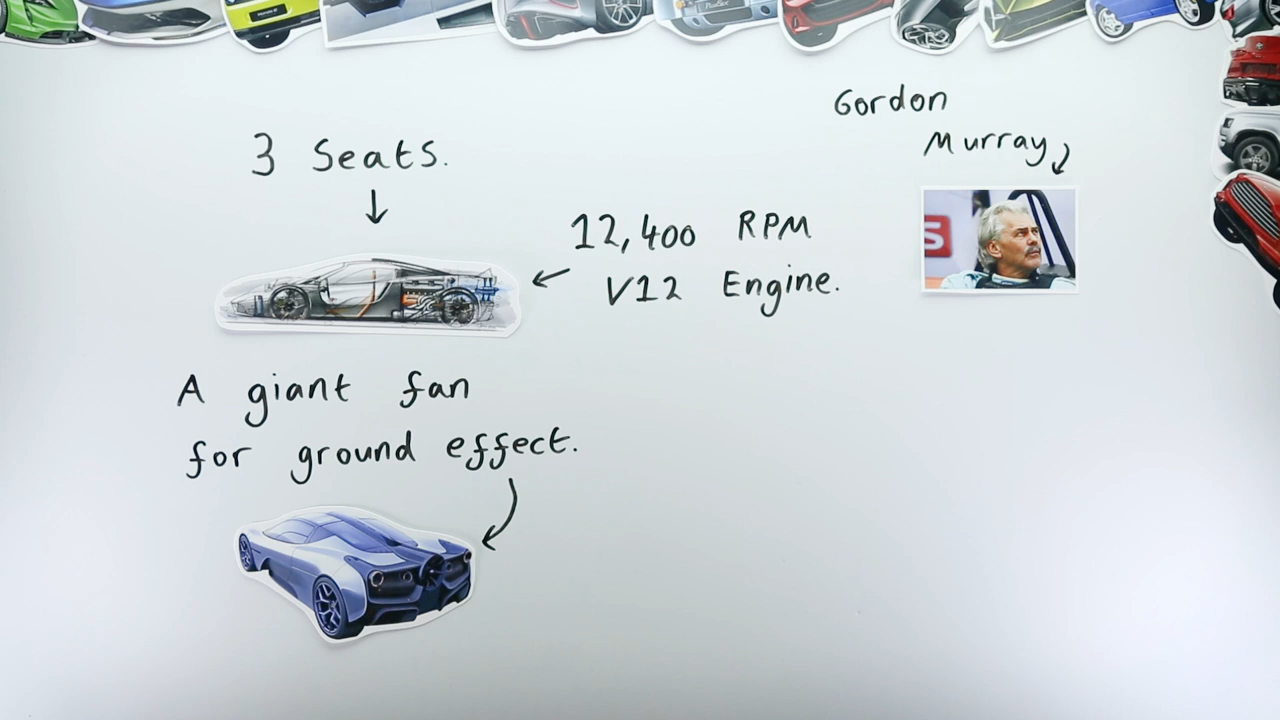 Gordon
Murray
3 Seats.
12,400 RPM
V12 Engine.
S
A giant fan
for ground effect.